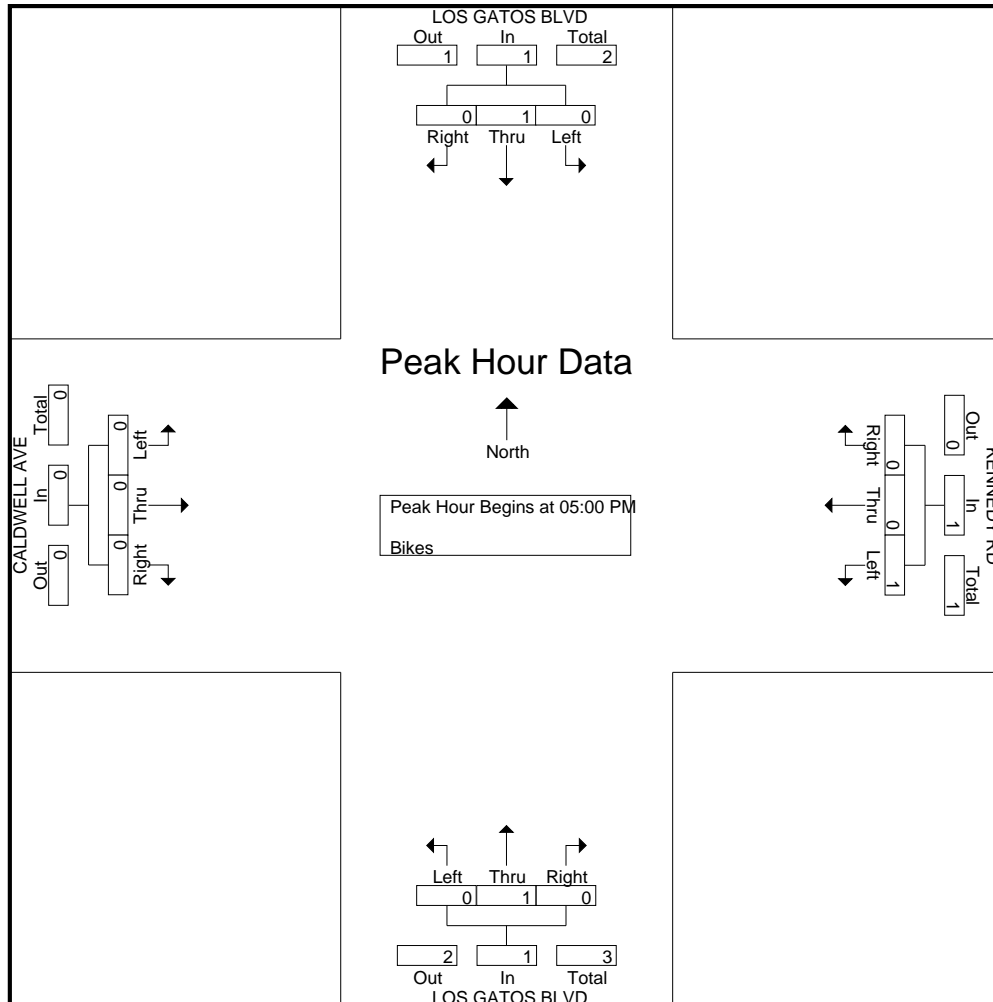 LOS GATOS BLVD
Out In Total
1 1 2
0 1 0
Right Thru Left
Peak Hour Data
North
Peak Hour Begins at 05:00 PM
Bikes
CALDWELL AVE
Out In Total
0 0 0
0 0 0
Right Thru Left
KENNEDY RD
Out In Total
0 1 1
0 0 1
Right Thru Left
Left Thru Right
0 1 0
2 1 3
Out In Total
LOS GATOS BLVD